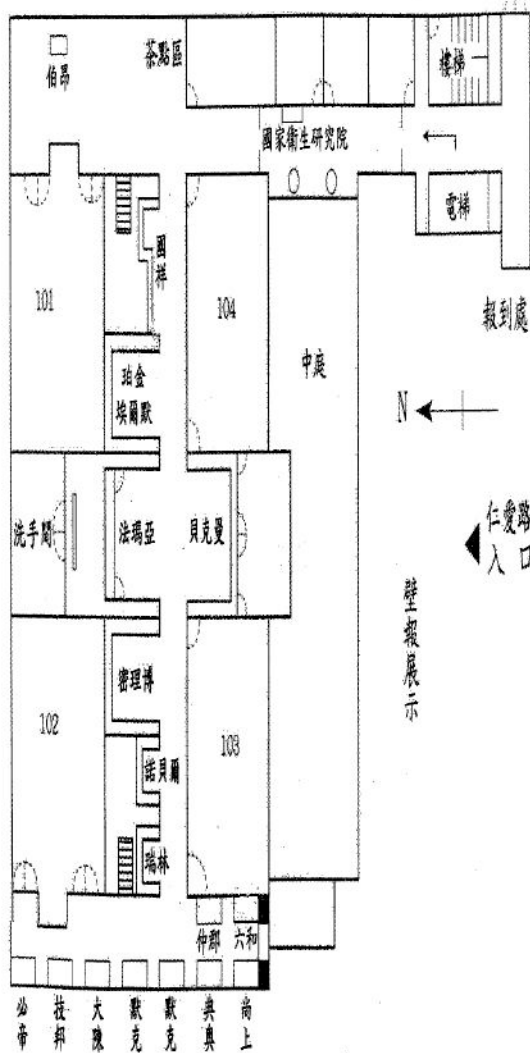 伯昂
茶點區
樓梯
國家衛生研究院
電梯
國祥
101
104
報到處
中庭
珀金
埃爾默
N
仁愛路
入口
洗手間
法瑪亞
貝克曼
壁報展示
密理博
102
103
諾貝爾
瑞林
仲郡
六和
必帝
技邦
大陳
默克
默克
典奧
尚上